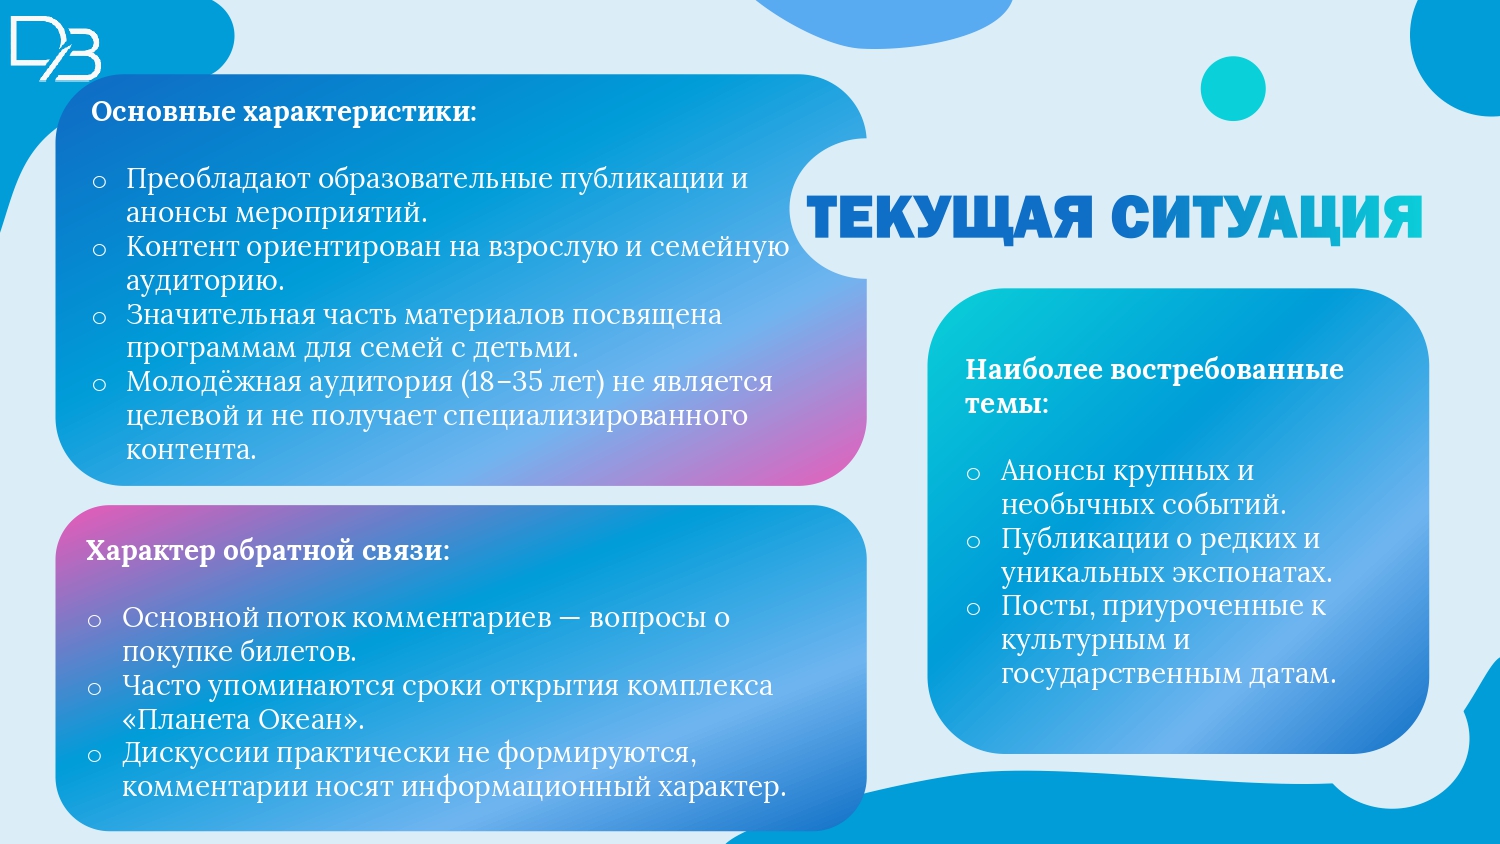 DB
Основные характеристики:
○ Преобладают образовательные публикации и
анонсы мероприятий.
○ Контент ориентирован на взрослую и семейную
аудиторию.
○ Значительная часть материалов посвящена
программам для семей с детьми.
○ Молодёжная аудитория (18–35 лет) не является
целевой и не получает специализированного
контента.
ТЕКУЩАЯ СИТУАЦИЯ
Характер обратной связи:
○ Основной поток комментариев — вопросы о
покупке билетов.
○ Часто упоминаются сроки открытия комплекса
«Планета Океан».
○ Дискуссии практически не формируются,
комментарии носят информационный характер.
Наиболее востребованные
темы:
○ Анонсы крупных и
необычных событий.
○ Публикации о редких и
уникальных экспонатах.
○ Посты, приуроченные к
культурным и
государственным датам.